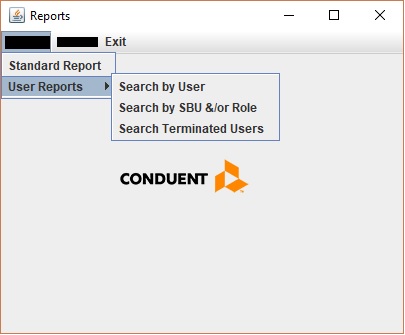 Reports
Exit
Standard Report
User Reports
Search by User
Search by SBU &/or Role
Search Terminated Users
CONDUENT